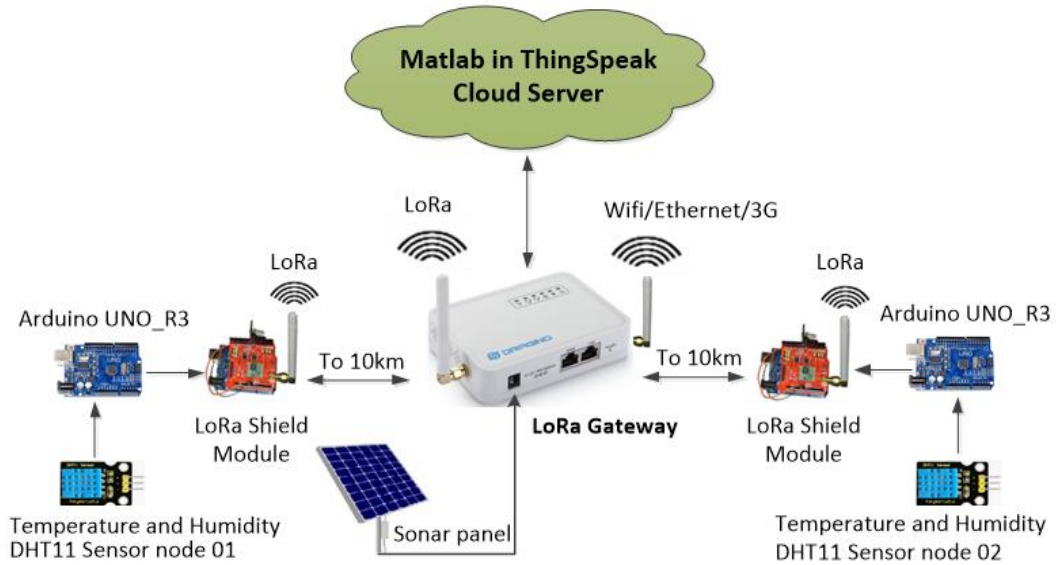 Matlab in ThingSpeak
Cloud Server
LoRa
Wifi/Ethernet/3G
LoRa
LoRa
Arduino UNO_R3
Arduino UNO_R3
DRAGINO
To 10km
To 10km
LoRa Shield
Module
LoRa Gateway
LoRa Shield
Module
Sonar panel
Temperature and Humidity
DHT11 Sensor node 01
Temperature and Humidity
DHT11 Sensor node 02